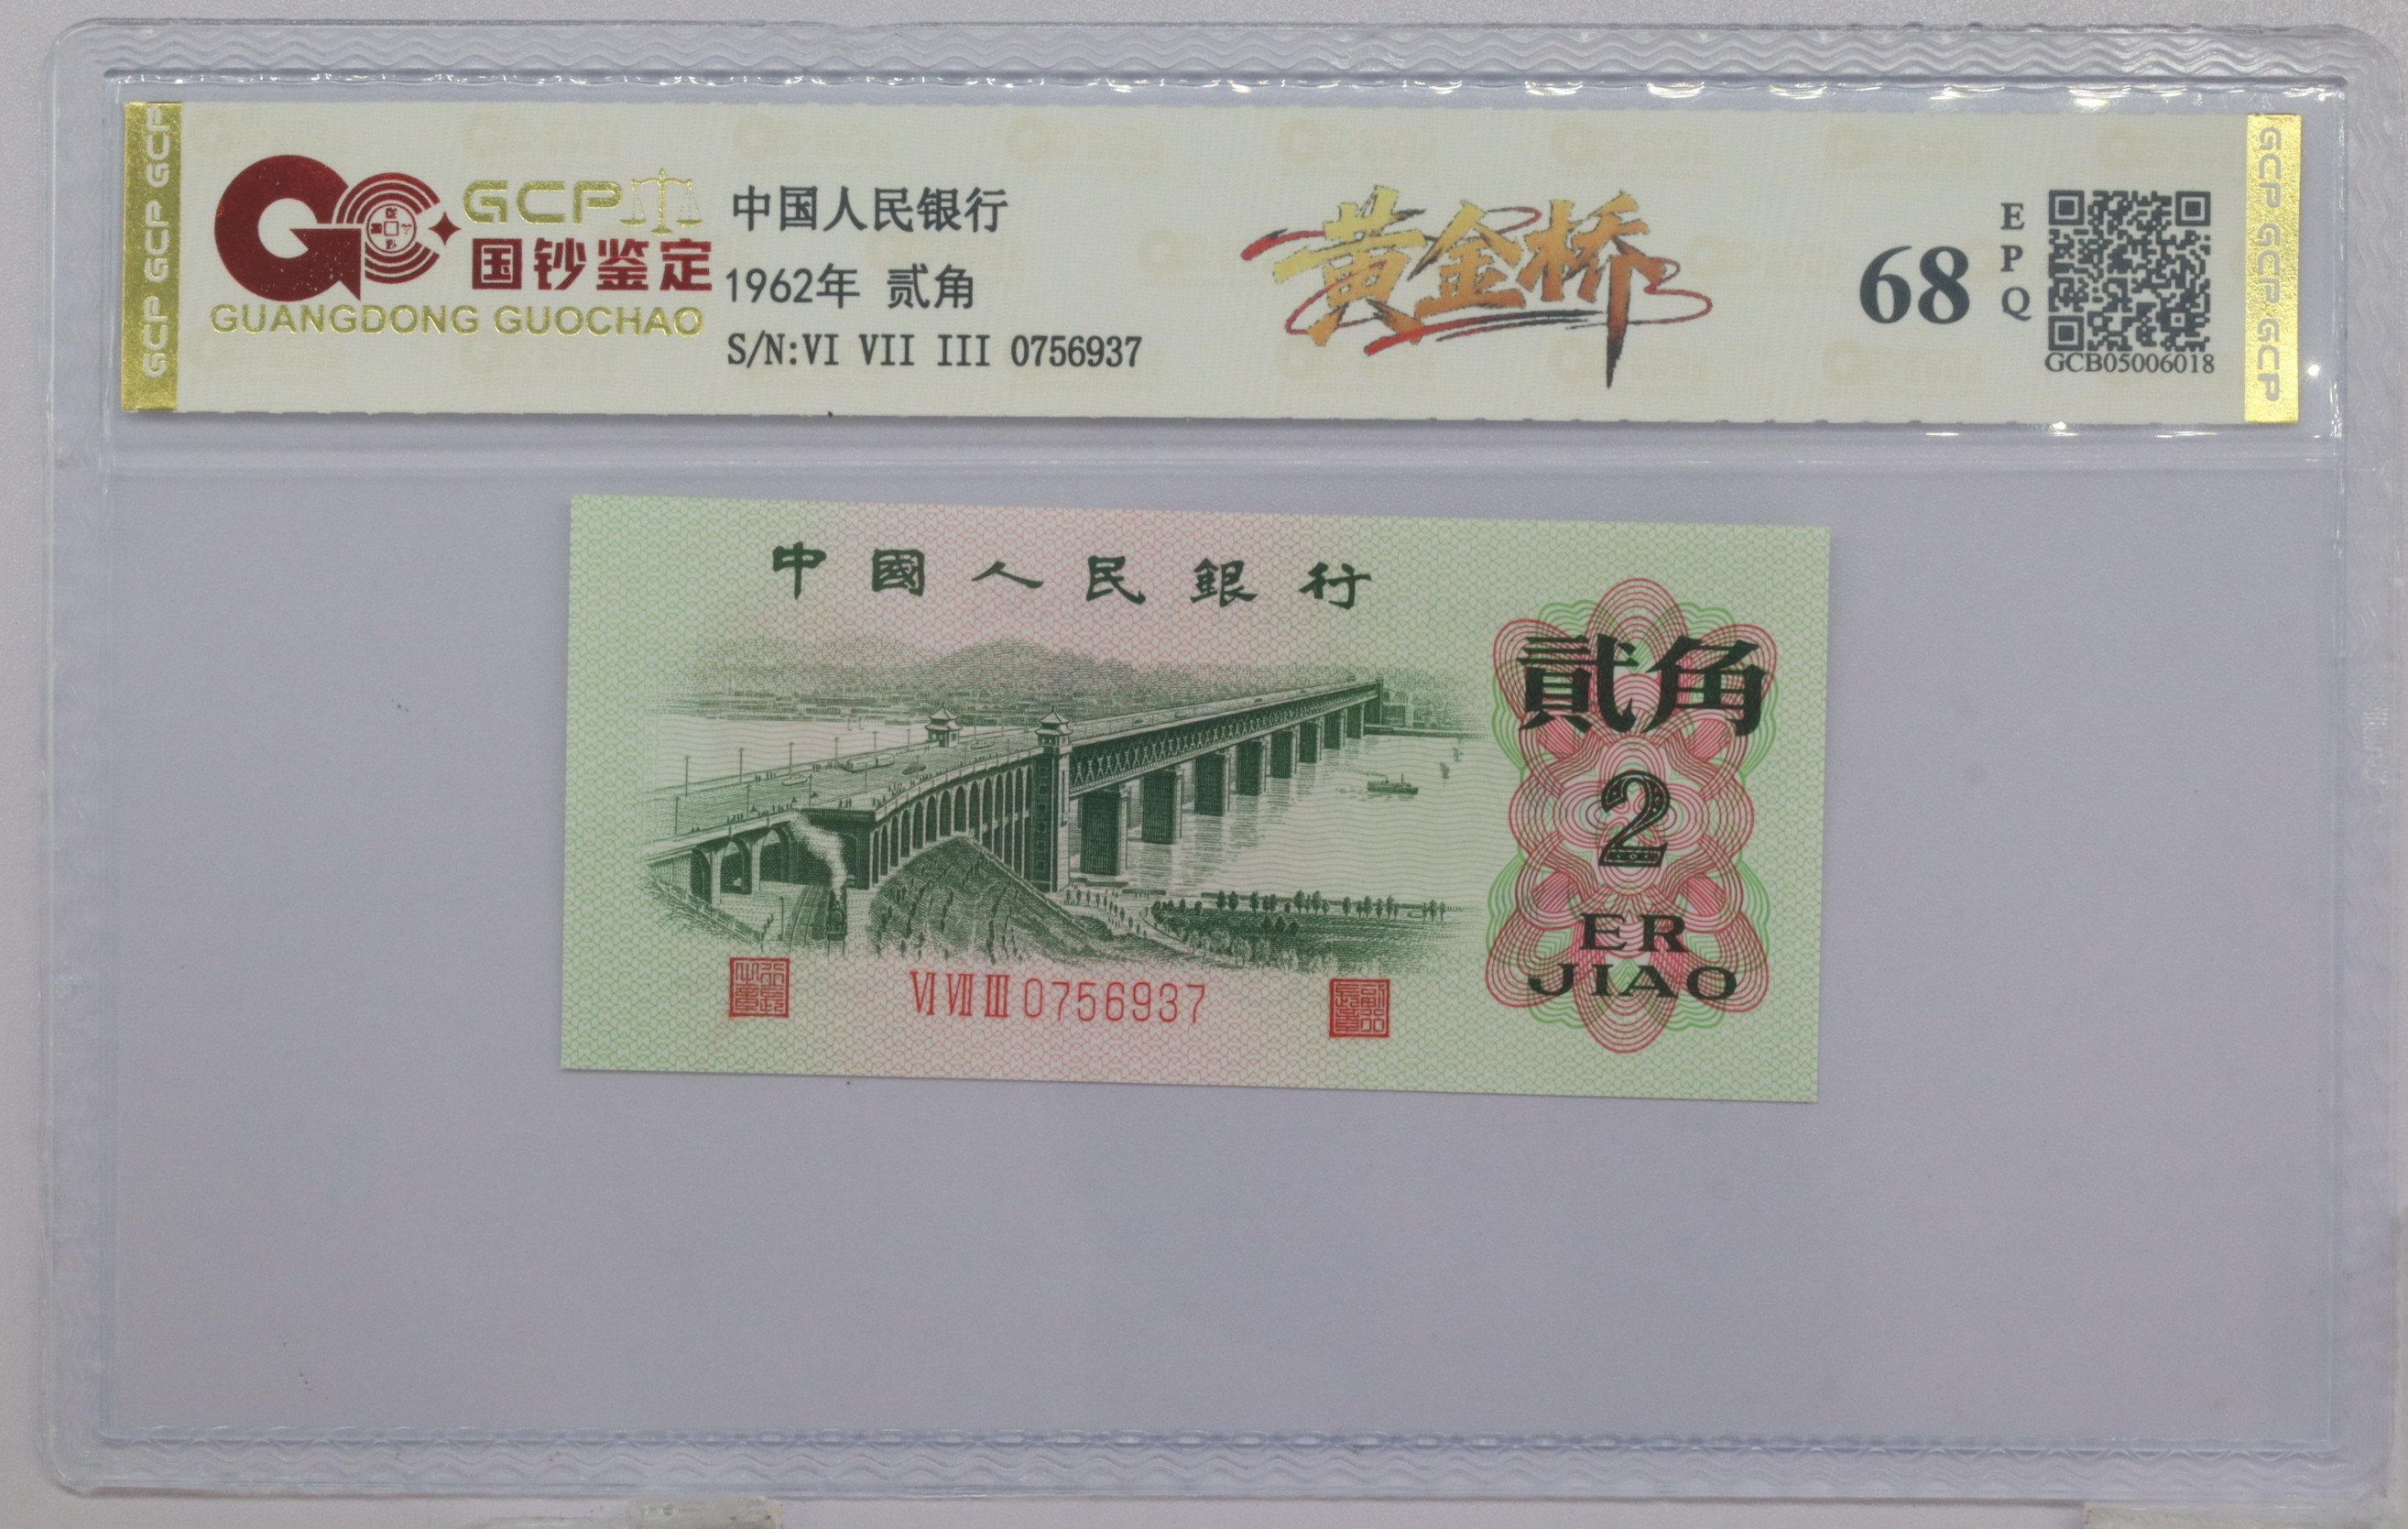 GCP GCP GCP
GCP
国钞鉴定
GUANGDONG GUOCHAO
中国人民银行
1962年 贰角
S/N:VI VII III 0756937
黄金桥
68
EPQ
GCB05006018
GCP GCP GCP
中國人民銀行
貳角
2
ER
JIAO
VI VII III 0756937